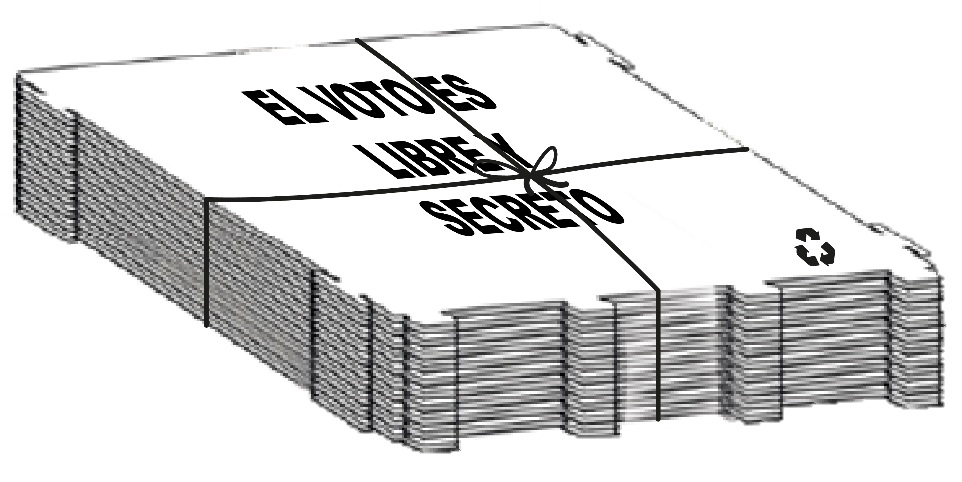 EL VOTO ES
LIBRE Y
SECRETO